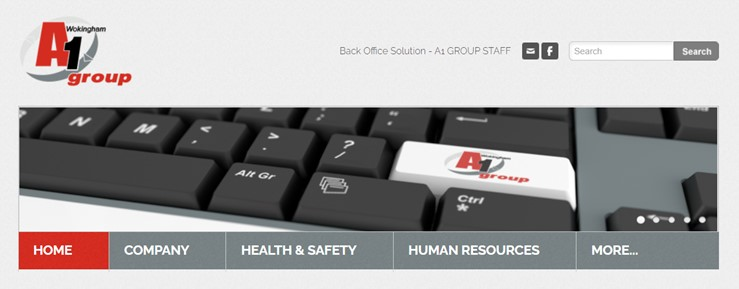 Wokingham
A1
group
Back Office Solution - A1 GROUP STAFF
f
Search
Search
B
N
M
<
,
>
.
?
/
Alt Gr
Wokingham
A1
group
Ctrl
*
HOME
COMPANY
HEALTH & SAFETY
HUMAN RESOURCES
MORE...